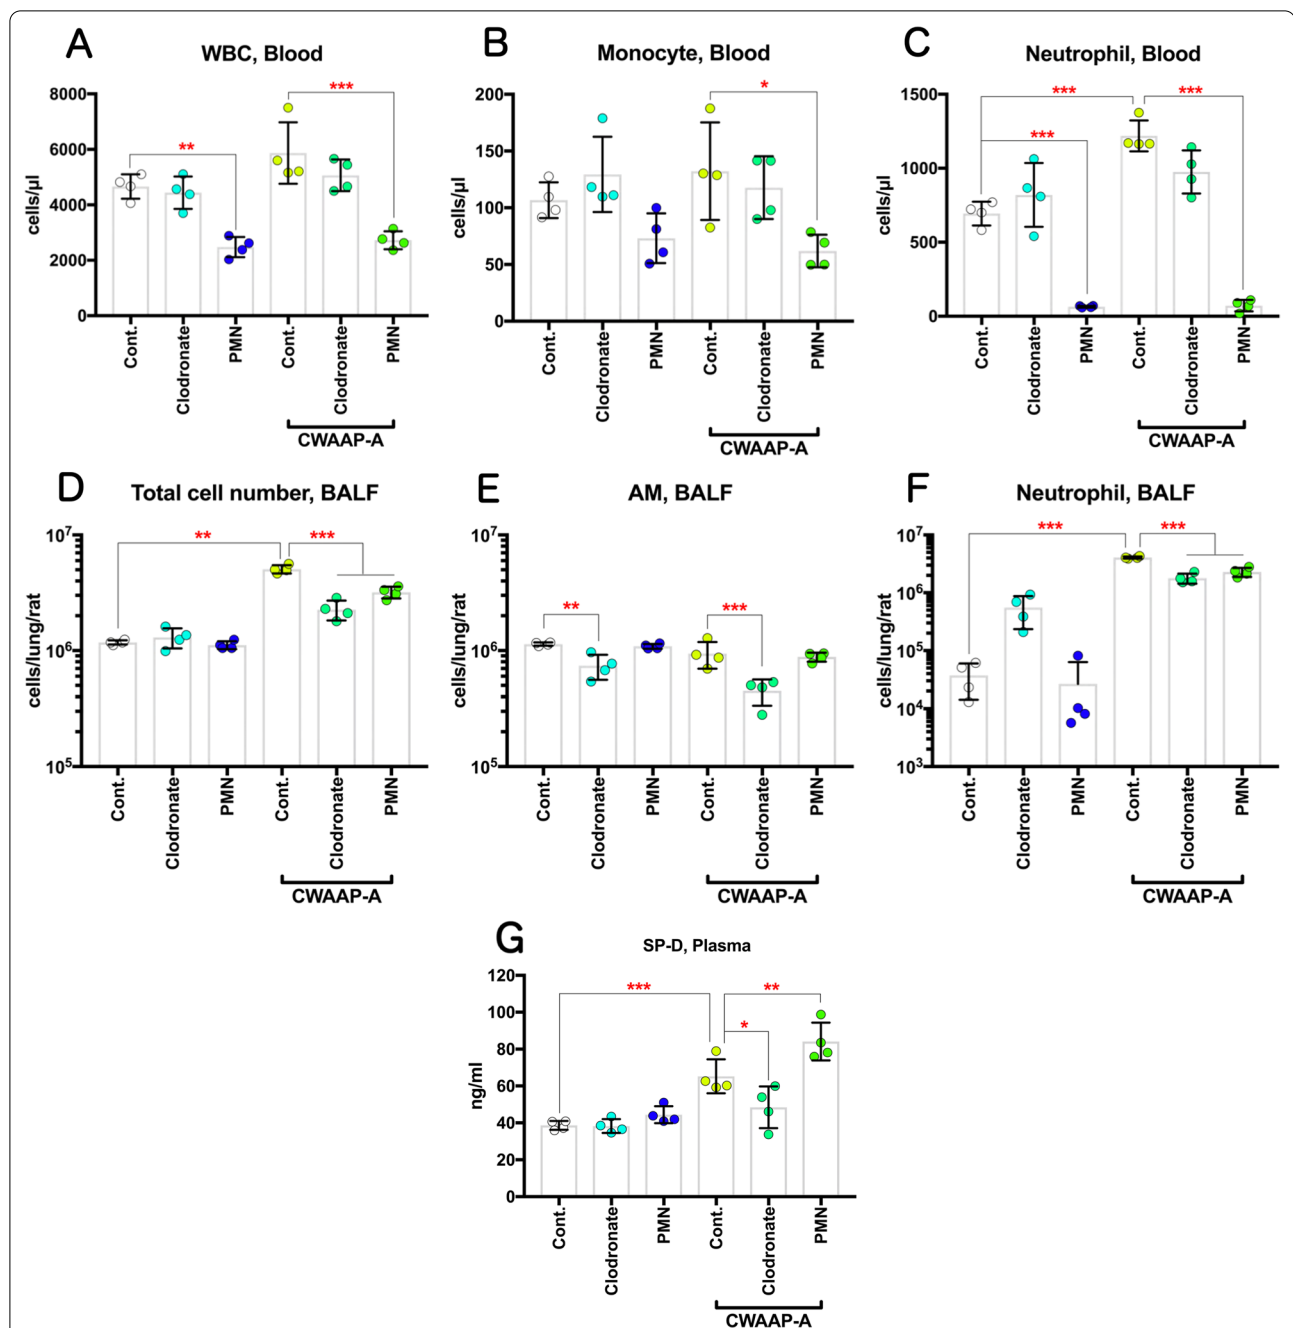 A
WBC, Blood
cells/µl
8000
6000
4000
2000
0
**
***
Cont.
Clodronate
PMN
Cont.
Clodronate
PMN
CWAAP-A
B
Monocyte, Blood
cells/µl
200
150
100
50
0
*
Cont.
Clodronate
PMN
Cont.
Clodronate
PMN
CWAAP-A
C
Neutrophil, Blood
cells/µl
1500
1000
500
0
***
***
***
Cont.
Clodronate
PMN
Cont.
Clodronate
PMN
CWAAP-A
D
Total cell number, BALF
cells/lung/rat
10⁷
10⁶
10⁵
**
***
Cont.
Clodronate
PMN
Cont.
Clodronate
PMN
CWAAP-A
E
AM, BALF
cells/lung/rat
10⁷
10⁶
10⁵
**
***
Cont.
Clodronate
PMN
Cont.
Clodronate
PMN
CWAAP-A
F
Neutrophil, BALF
cells/lung/rat
10⁷
10⁶
10⁵
10⁴
10³
***
***
Cont.
Clodronate
PMN
Cont.
Clodronate
PMN
CWAAP-A
G
SP-D, Plasma
ng/ml
120
100
80
60
40
20
0
***
**
*
Cont.
Clodronate
PMN
Cont.
Clodronate
PMN
CWAAP-A